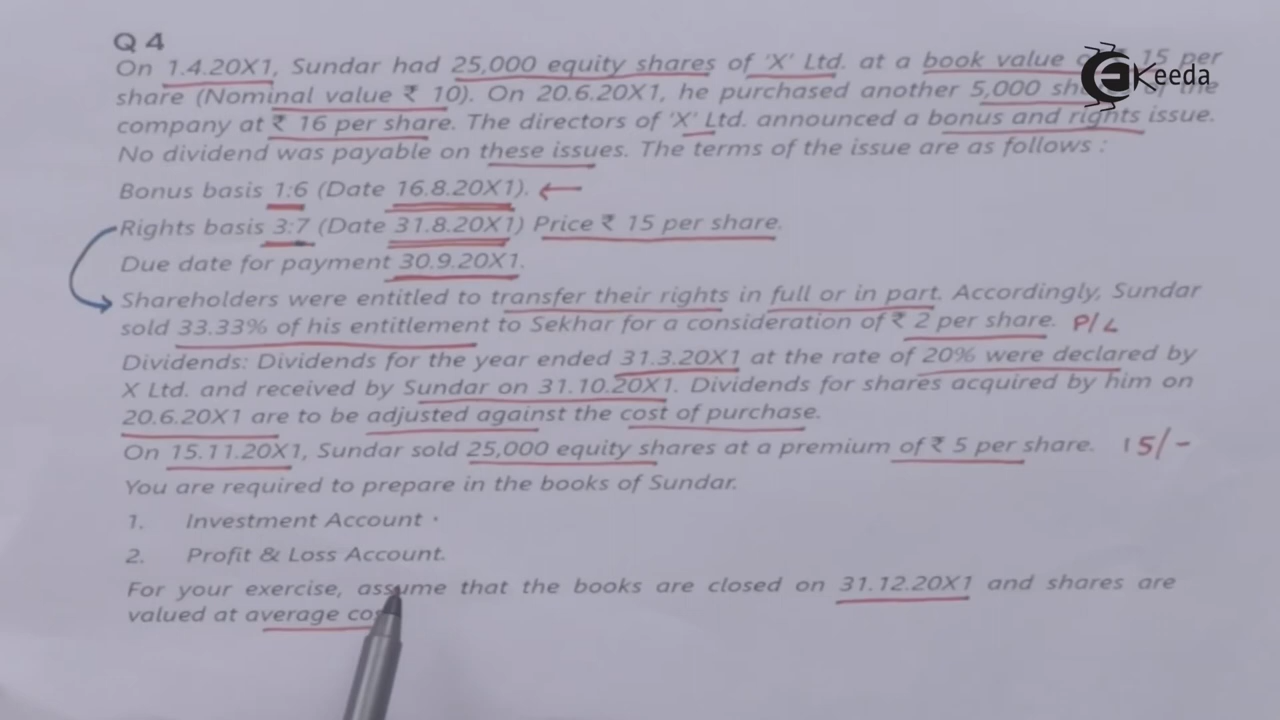 Q 4
On 1.4.20X1, Sundar had 25,000 equity shares of 'X' Ltd. at a book value 15 per
share (Nominal value ₹ 10). On 20.6.20X1, he purchased another 5,000 the
company at ₹ 16 per share. The directors of 'X' Ltd. announced a bonus and rights issue.
No dividend was payable on these issues. The terms of the issue are as follows :
Bonus basis 1:6 (Date 16.8.20X1). ←
Rights basis 3:7 (Date 31.8.20X1) Price ₹ 15 per share.
Due date for payment 30.9.20X1.
Shareholders were entitled to transfer their rights in full or in part. Accordingly, Sundar
sold 33.33% of his entitlement to Sekhar for a consideration of ₹ 2 per share. P/L
Dividends: Dividends for the year ended 31.3.20X1 at the rate of 20% were declared by
X Ltd. and received by Sundar on 31.10.20X1. Dividends for shares acquired by him on
20.6.20X1 are to be adjusted against the cost of purchase.
On 15.11.20X1, Sundar sold 25,000 equity shares at a premium of ₹ 5 per share. 15/-
You are required to prepare in the books of Sundar.
1. Investment Account
2. Profit & Loss Account.
For your exercise, assume that the books are closed on 31.12.20X1 and shares are
valued at average
Keeda